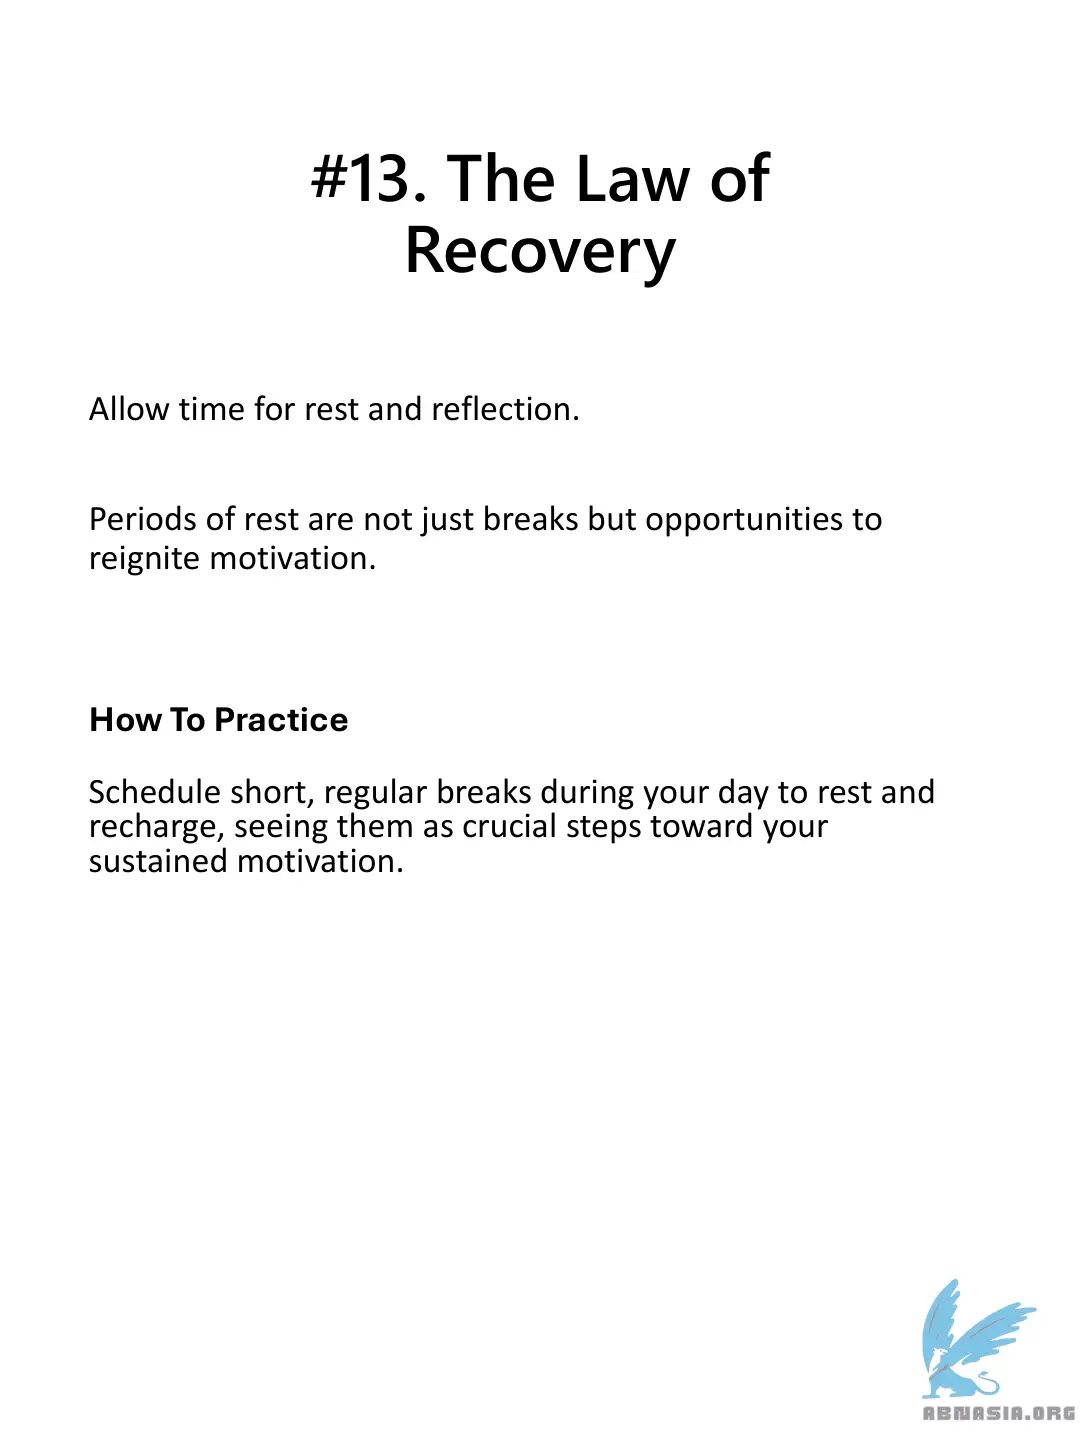 #13. The Law of
Recovery
Allow time for rest and reflection.
Periods of rest are not just breaks but opportunities to
reignite motivation.
How To Practice
Schedule short, regular breaks during your day to rest and
recharge, seeing them as crucial steps toward your
sustained motivation.
ABNASIA.ORG